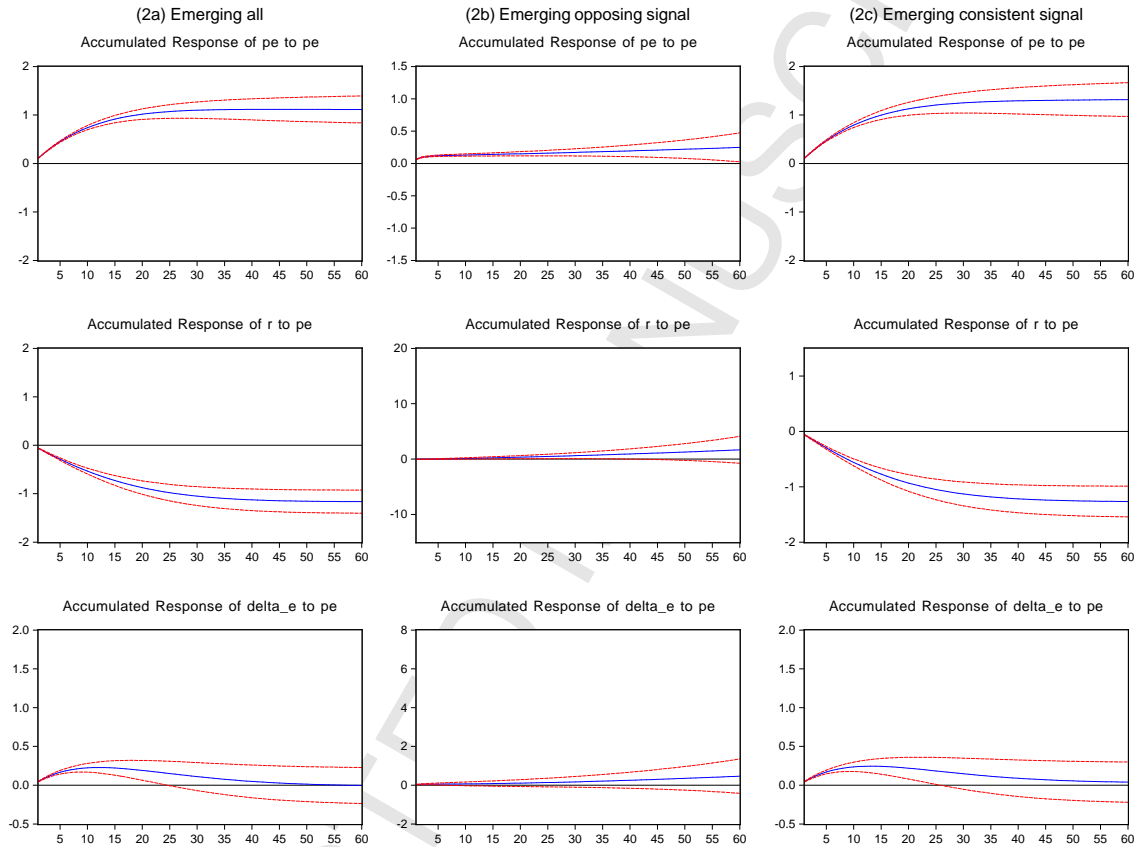 (2a) Emerging all (2b) Emerging opposing signal (2c) Emerging consistent signal
Accumulated Response of pe to pe Accumulated Response of pe to pe Accumulated Response of pe to pe
2 1.5 2
1.0
1 1
0.5
0 0.0 0
-0.5
-1 -1
-1.0
-2 -1.5 -2
5 10 15 20 25 30 35 40 45 50 55 60 5 10 15 20 25 30 35 40 45 50 55 60 5 10 15 20 25 30 35 40 45 50 55 60
Accumulated Response of r to pe Accumulated Response of r to pe Accumulated Response of r to pe
2 20
1 10 1
0 0 0
-1 -10 -1
-2 -2
5 10 15 20 25 30 35 40 45 50 55 60 5 10 15 20 25 30 35 40 45 50 55 60 5 10 15 20 25 30 35 40 45 50 55 60
Accumulated Response of delta_e to pe Accumulated Response of delta_e to pe Accumulated Response of delta_e to pe
2.0 8 2.0
1.5 6 1.5
1.0 4 1.0
0.5 2 0.5
0.0 0 0.0
-0.5 -2 -0.5
5 10 15 20 25 30 35 40 45 50 55 60 5 10 15 20 25 30 35 40 45 50 55 60 5 10 15 20 25 30 35 40 45 50 55 60